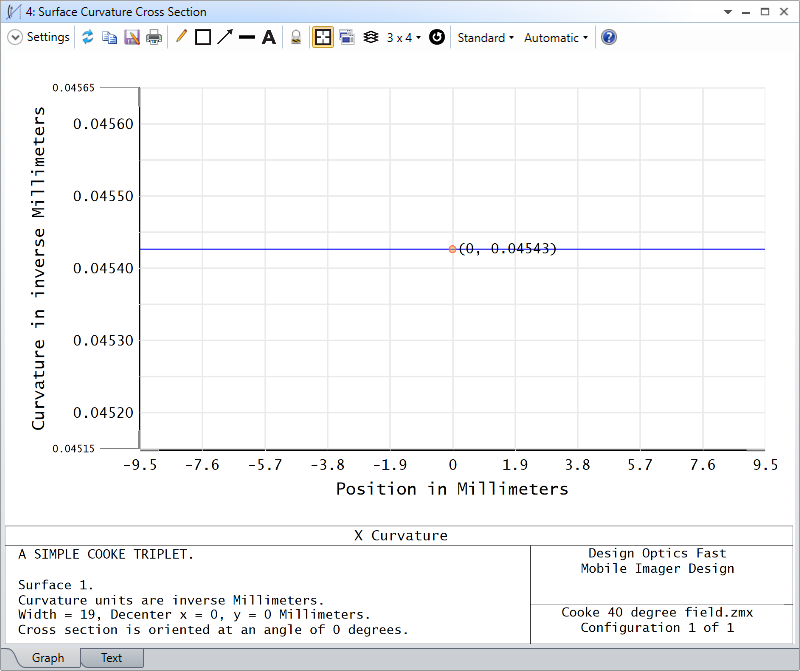 4: Surface Curvature Cross Section
Settings
A
3 x 4
Standard
Automatic
?
0.04565
0.04560
0.04550
0.04540
0.04530
0.04520
0.04515
Curvature in inverse Millimeters
(0, 0.04543)
-9.5 -7.6 -5.7 -3.8 -1.9 0 1.9 3.8 5.7 7.6 9.5
Position in Millimeters
X Curvature
A SIMPLE COOKE TRIPLET.
Surface 1.
Curvature units are inverse Millimeters.
Width = 19, Decenter x = 0, y = 0 Millimeters.
Cross section is oriented at an angle of 0 degrees.
Design Optics Fast
Mobile Imager Design
Cooke 40 degree field.zmx
Configuration 1 of 1
Graph
Text